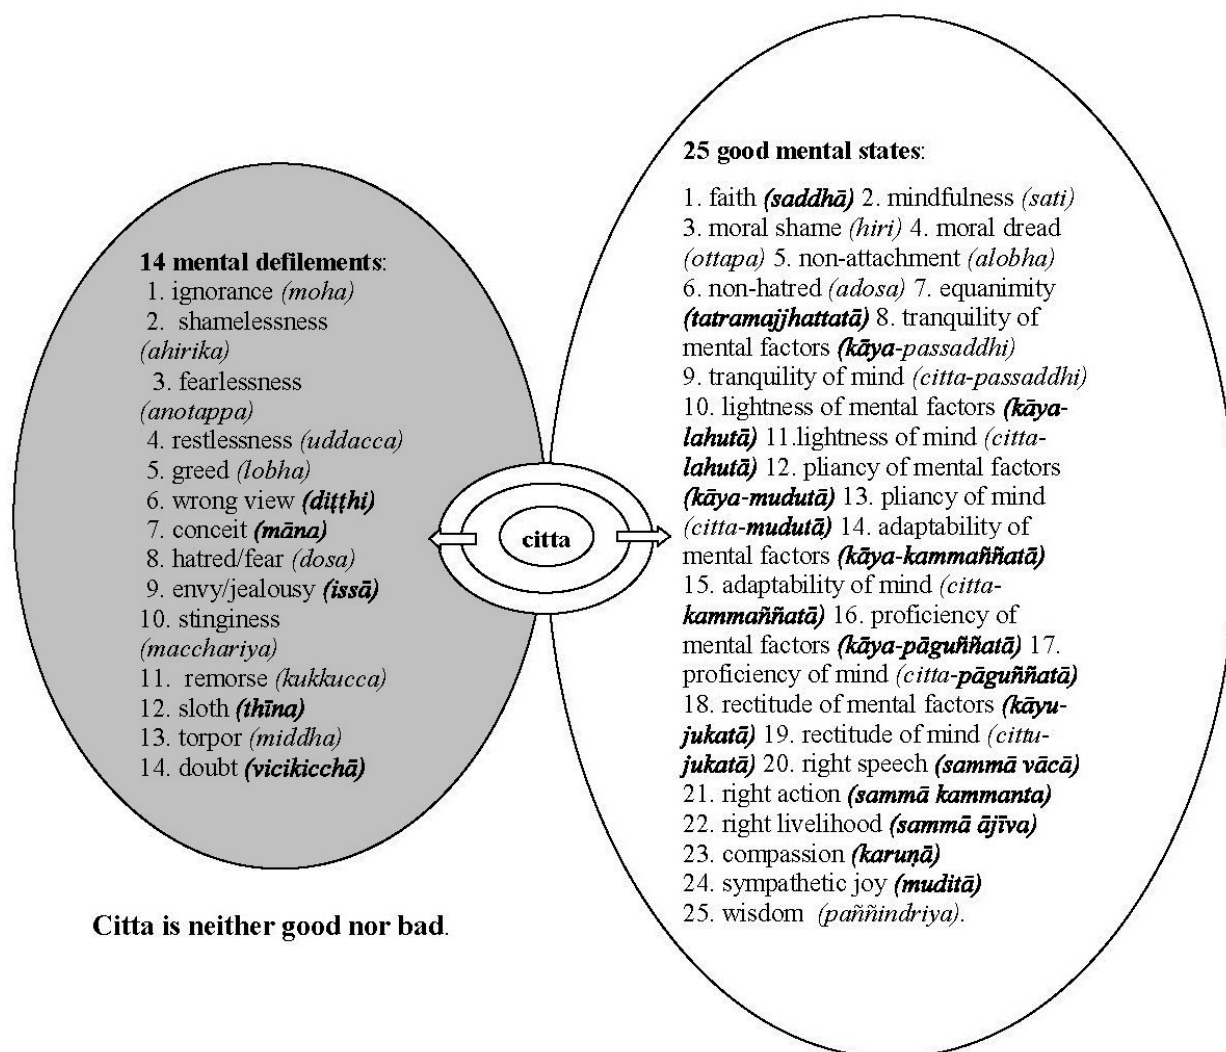 14 mental defilements:
1. ignorance (moha)
2. shamelessness
(ahirika)
3. fearlessness
(anotappa)
4. restlessness (uddacca)
5. greed (lobha)
6. wrong view (diṭṭhi)
7. conceit (māna)
8. hatred/fear (dosa)
9. envy/jealousy (issā)
10. stinginess
(macchariya)
11. remorse (kukkucca)
12. sloth (thīna)
13. torpor (middha)
14. doubt (vicikicchā)
Citta is neither good nor bad.
citta
25 good mental states:
1. faith (saddhā) 2. mindfulness (sati)
3. moral shame (hiri) 4. moral dread
(ottapa) 5. non-attachment (alobha)
6. non-hatred (adosa) 7. equanimity
(tatramajjhattatā) 8. tranquility of
mental factors (kāya-passaddhi)
9. tranquility of mind (citta-passaddhi)
10. lightness of mental factors (kāya-
lahutā) 11.lightness of mind (citta-
lahutā) 12. pliancy of mental factors
(kāya-mudutā) 13. pliancy of mind
(citta-mudutā) 14. adaptability of
mental factors (kāya-kammaññatā)
15. adaptability of mind (citta-
kammaññatā) 16. proficiency of
mental factors (kāya-pāguññatā) 17.
proficiency of mind (citta-pāguññatā)
18. rectitude of mental factors (kāyu-
jukatā) 19. rectitude of mind (cittu-
jukatā) 20. right speech (sammā vācā)
21. right action (sammā kammanta)
22. right livelihood (sammā ājīva)
23. compassion (karuṇā)
24. sympathetic joy (muditā)
25. wisdom (paññindriya).